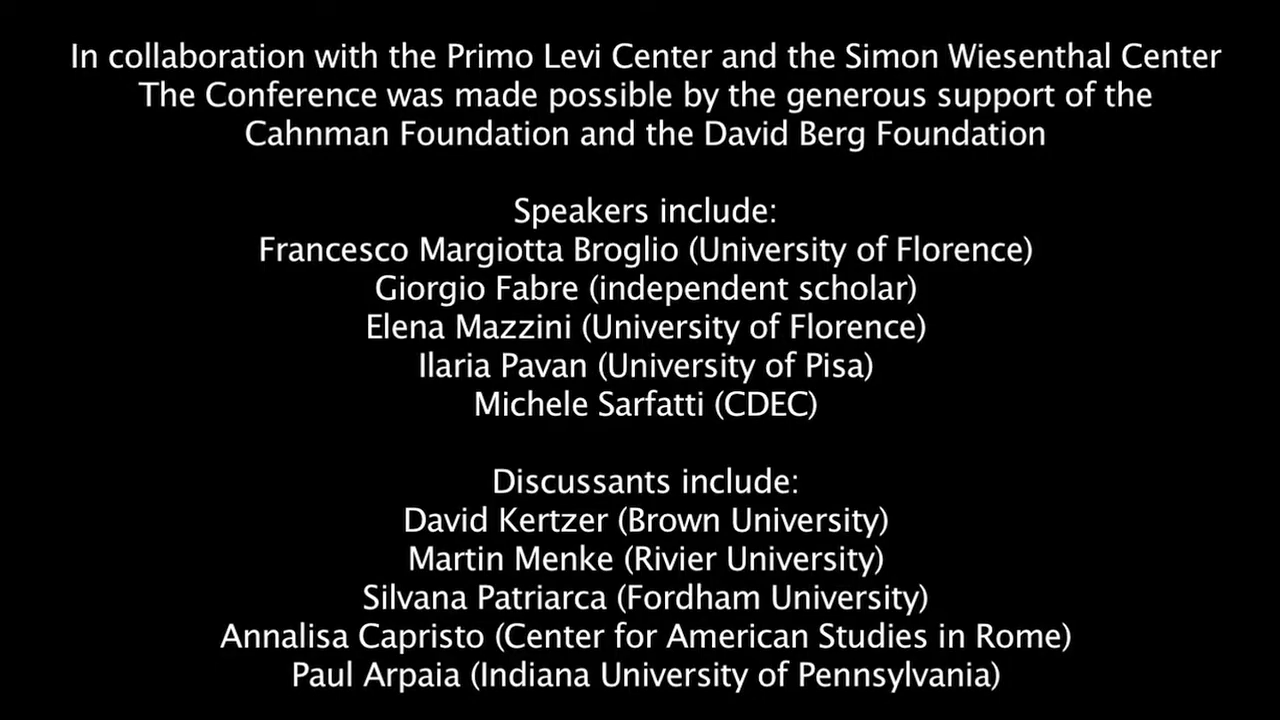 In collaboration with the Primo Levi Center and the Simon Wiesenthal Center
The Conference was made possible by the generous support of the
Cahnman Foundation and the David Berg Foundation
Speakers include:
Francesco Margiotta Broglio (University of Florence)
Giorgio Fabre (independent scholar)
Elena Mazzini (University of Florence)
Ilaria Pavan (University of Pisa)
Michele Sarfatti (CDEC)
Discussants include:
David Kertzer (Brown University)
Martin Menke (Rivier University)
Silvana Patriarca (Fordham University)
Annalisa Capristo (Center for American Studies in Rome)
Paul Arpaia (Indiana University of Pennsylvania)